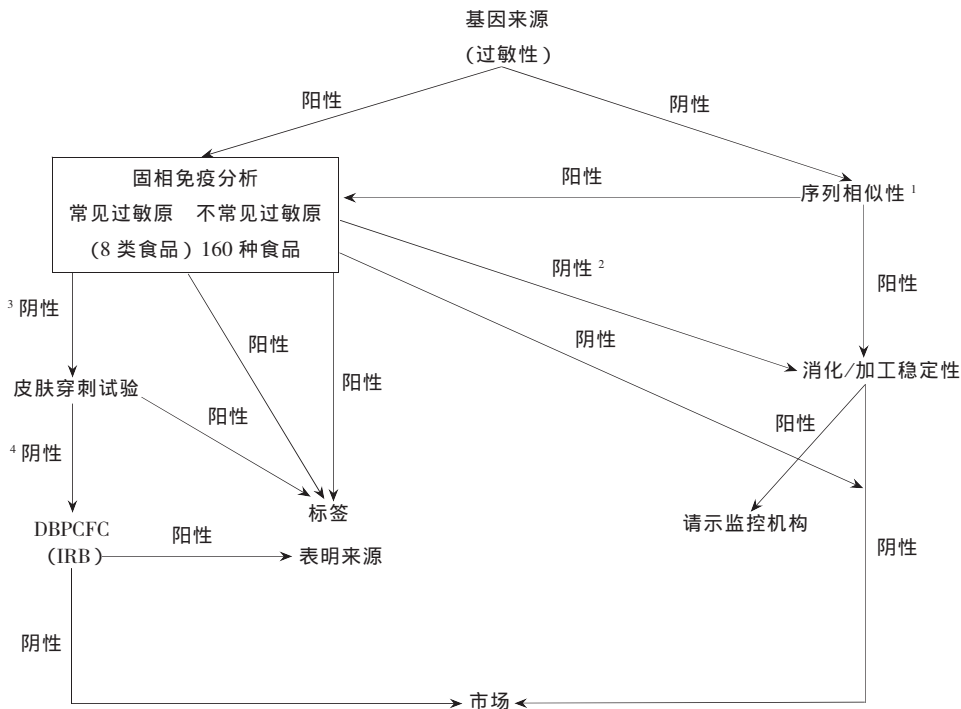 基因来源
(过敏性)
阳性
阴性
固相免疫分析
常见过敏原 不常见过敏原
(8 类食品) 160 种食品
阳性
序列相似性 1
阴性 2
阳性
3 阴性
阳性
阴性
阳性
皮肤穿刺试验
消化/加工稳定性
阳性
阳性
4 阴性
标签
请示监控机构
DBPCFC
(IRB)
阳性
表明来源
阴性
阴性
市场